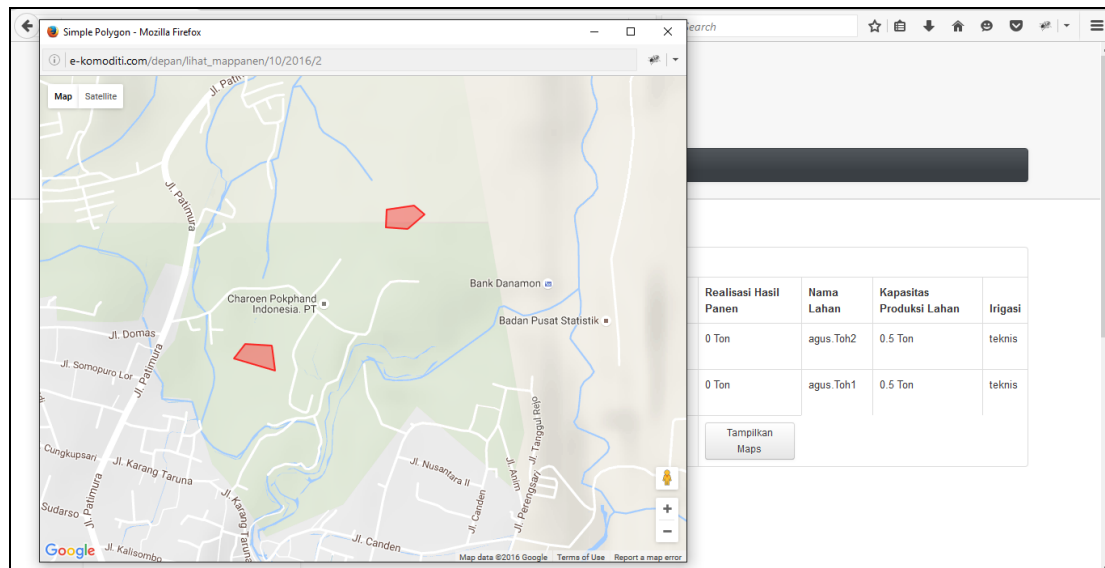 Simple Polygon - Mozilla Firefox
Search
e-komoditi.com/depan/lihat_mappanen/10/2016/2
Map Satellite
Jl. Patimura
Bank Danamon
Charoen Pokphand
Indonesia. PT
Badan Pusat Statistik
Jl. Domas
Jl. Patimura
Jl. Somopuro Lor
Jl. Tanggul Rejo
Cungkupsari
Jl. Karang Taruna
Jl. Nusantara II
Jl. Anim
Jl. Perengsari
Jl. Canden
Sudarso
Jl. Patimura
Jl. Karang Taruna
Jl. Canden
Jl. Kalisombo
Google
Map data ©2016 Google Terms of Use Report a map error
Realisasi Hasil
Panen
Nama
Lahan
Kapasitas
Produksi Lahan
Irigasi
0 Ton agus.Toh2 0.5 Ton teknis
0 Ton agus.Toh1 0.5 Ton teknis
Tampilkan
Maps